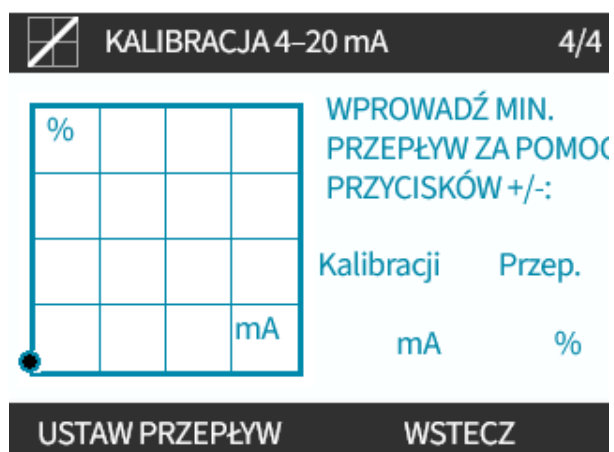 KALIBRACJA 4–20 mA 4/4
%
WPROWADŹ MIN.
PRZEPŁYW ZA POMOC
PRZYCISKÓW +/-:
Kalibracji Przep.
mA
mA %
USTAW PRZEPŁYW WSTECZ